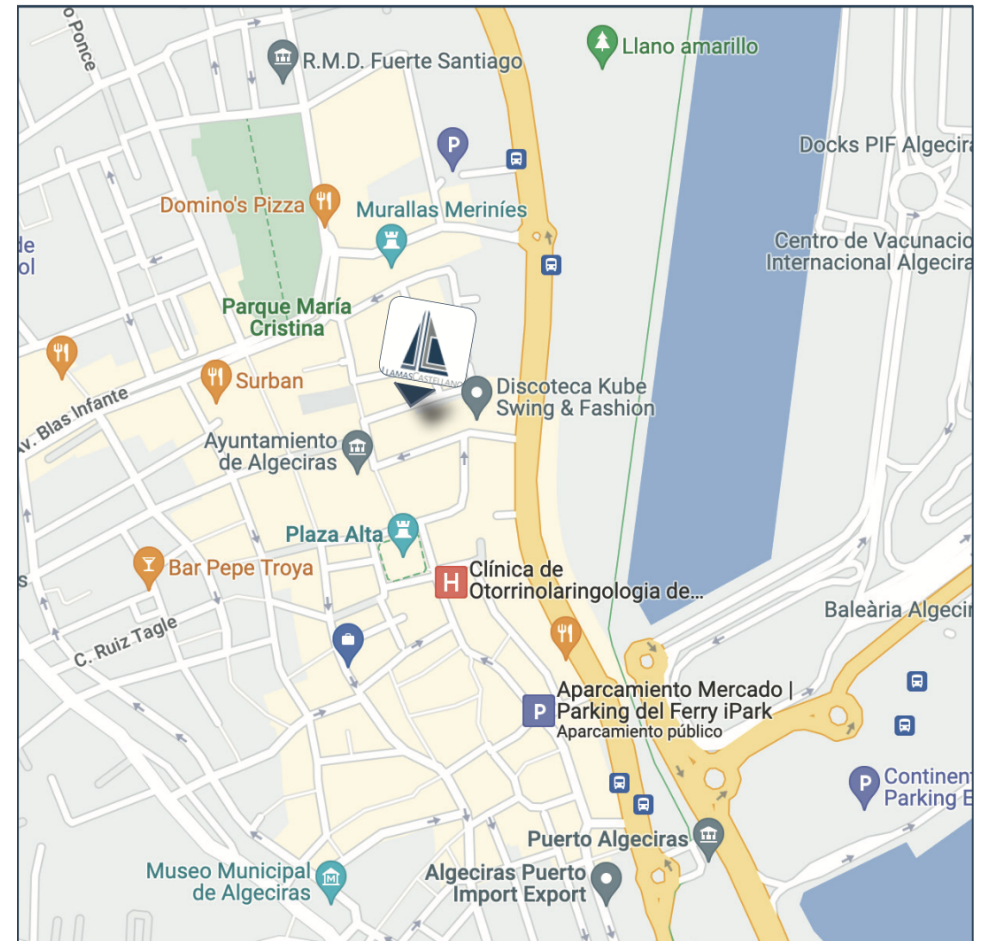 o Ponce
R.M.D. Fuerte Santiago
Llano amarillo
P
Docks PIF Algecira
Domino's Pizza
Murallas Meriníes
de
ol
Centro de Vacunacio
Internacional Algecira
Parque María
Cristina
LLAMASCASTELLANO
Surban
Discoteca Kube
Swing & Fashion
Av. Blas Infante
Ayuntamiento
de Algeciras
Plaza Alta
Bar Pepe Troya
H
Clínica de
Otorrinolaringologia de...
s
C. Ruiz Tagle
Baleària Algecir
P
Aparcamiento Mercado |
Parking del Ferry iPark
Aparcamiento público
P
Continen
Parking E
Puerto Algeciras
Museo Municipal
de Algeciras
M
Algeciras Puerto
Import Export